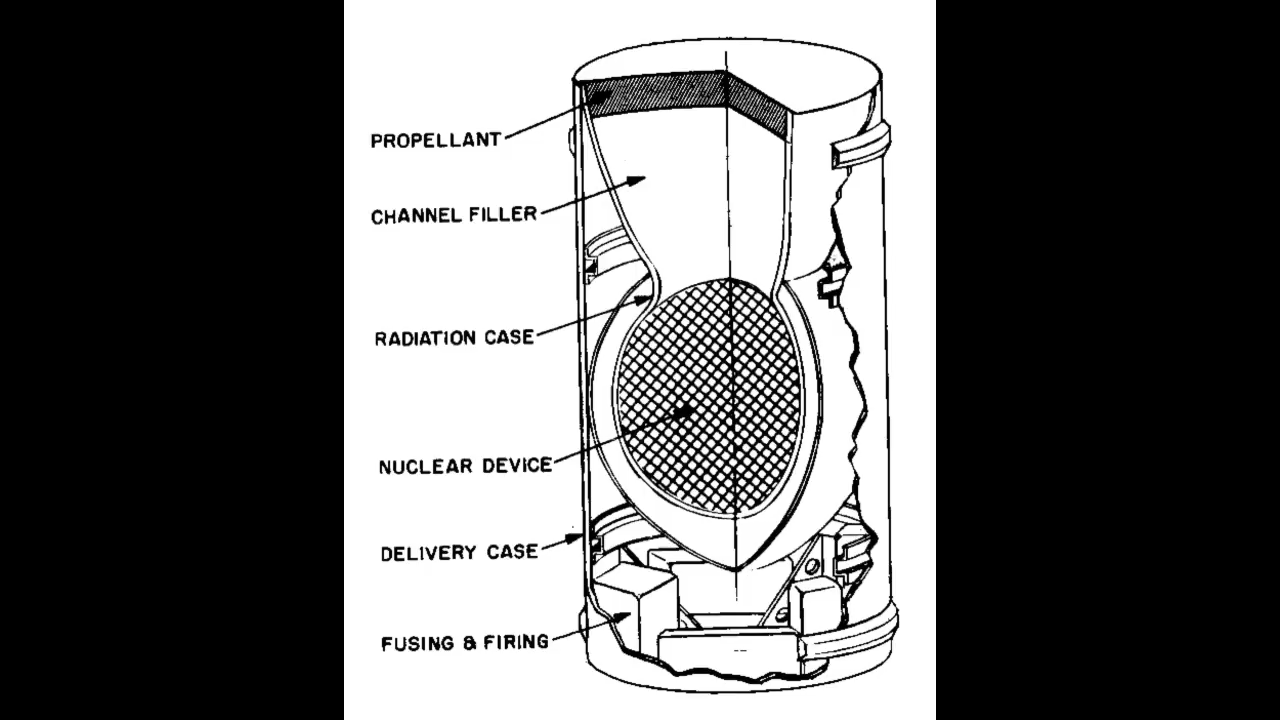 PROPELLANT
CHANNEL FILLER
RADIATION CASE
NUCLEAR DEVICE
DELIVERY CASE
FUSING & FIRING